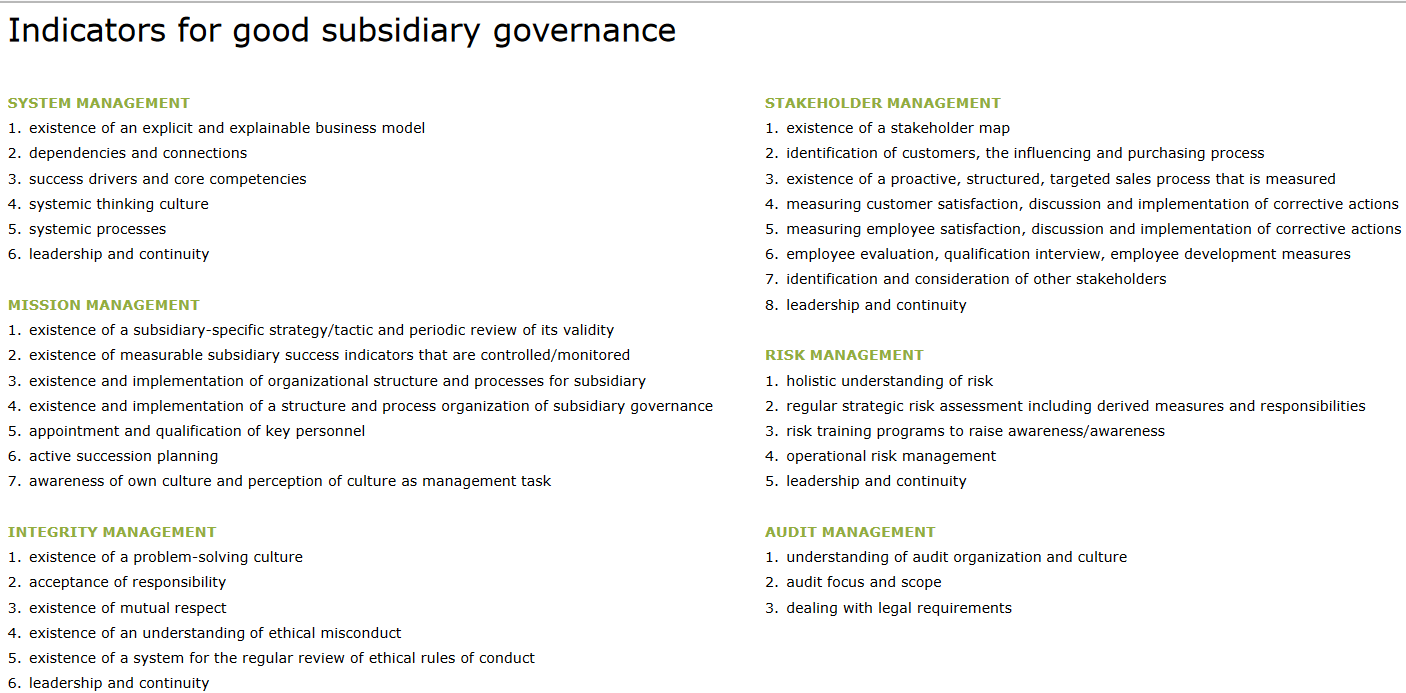 Indicators for good subsidiary governance
SYSTEM MANAGEMENT
1. existence of an explicit and explainable business model
2. dependencies and connections
3. success drivers and core competencies
4. systemic thinking culture
5. systemic processes
6. leadership and continuity
MISSION MANAGEMENT
1. existence of a subsidiary-specific strategy/tactic and periodic review of its validity
2. existence of measurable subsidiary success indicators that are controlled/monitored
3. existence and implementation of organizational structure and processes for subsidiary
4. existence and implementation of a structure and process organization of subsidiary governance
5. appointment and qualification of key personnel
6. active succession planning
7. awareness of own culture and perception of culture as management task
INTEGRITY MANAGEMENT
1. existence of a problem-solving culture
2. acceptance of responsibility
3. existence of mutual respect
4. existence of an understanding of ethical misconduct
5. existence of a system for the regular review of ethical rules of conduct
6. leadership and continuity
STAKEHOLDER MANAGEMENT
1. existence of a stakeholder map
2. identification of customers, the influencing and purchasing process
3. existence of a proactive, structured, targeted sales process that is measured
4. measuring customer satisfaction, discussion and implementation of corrective actions
5. measuring employee satisfaction, discussion and implementation of corrective actions
6. employee evaluation, qualification interview, employee development measures
7. identification and consideration of other stakeholders
8. leadership and continuity
RISK MANAGEMENT
1. holistic understanding of risk
2. regular strategic risk assessment including derived measures and responsibilities
3. risk training programs to raise awareness/awareness
4. operational risk management
5. leadership and continuity
AUDIT MANAGEMENT
1. understanding of audit organization and culture
2. audit focus and scope
3. dealing with legal requirements